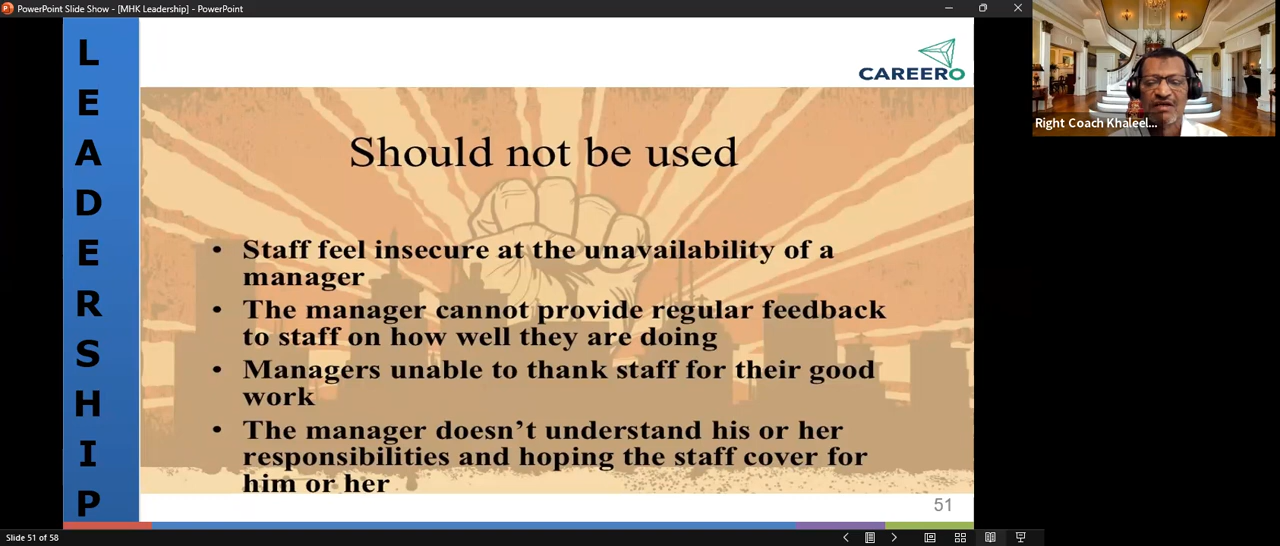 PowerPoint Slide Show - [MHK Leadership] - PowerPoint
L
E
A
D
E
R
S
H
I
P
CAREERO
Should not be used
• Staff feel insecure at the unavailability of a
manager
• The manager cannot provide regular feedback
to staff on how well they are doing
• Managers unable to thank staff for their good
work
• The manager doesn’t understand his or her
responsibilities and hoping the staff cover for
him or her
51
Slide 51 of 58
Right Coach Khaleel...